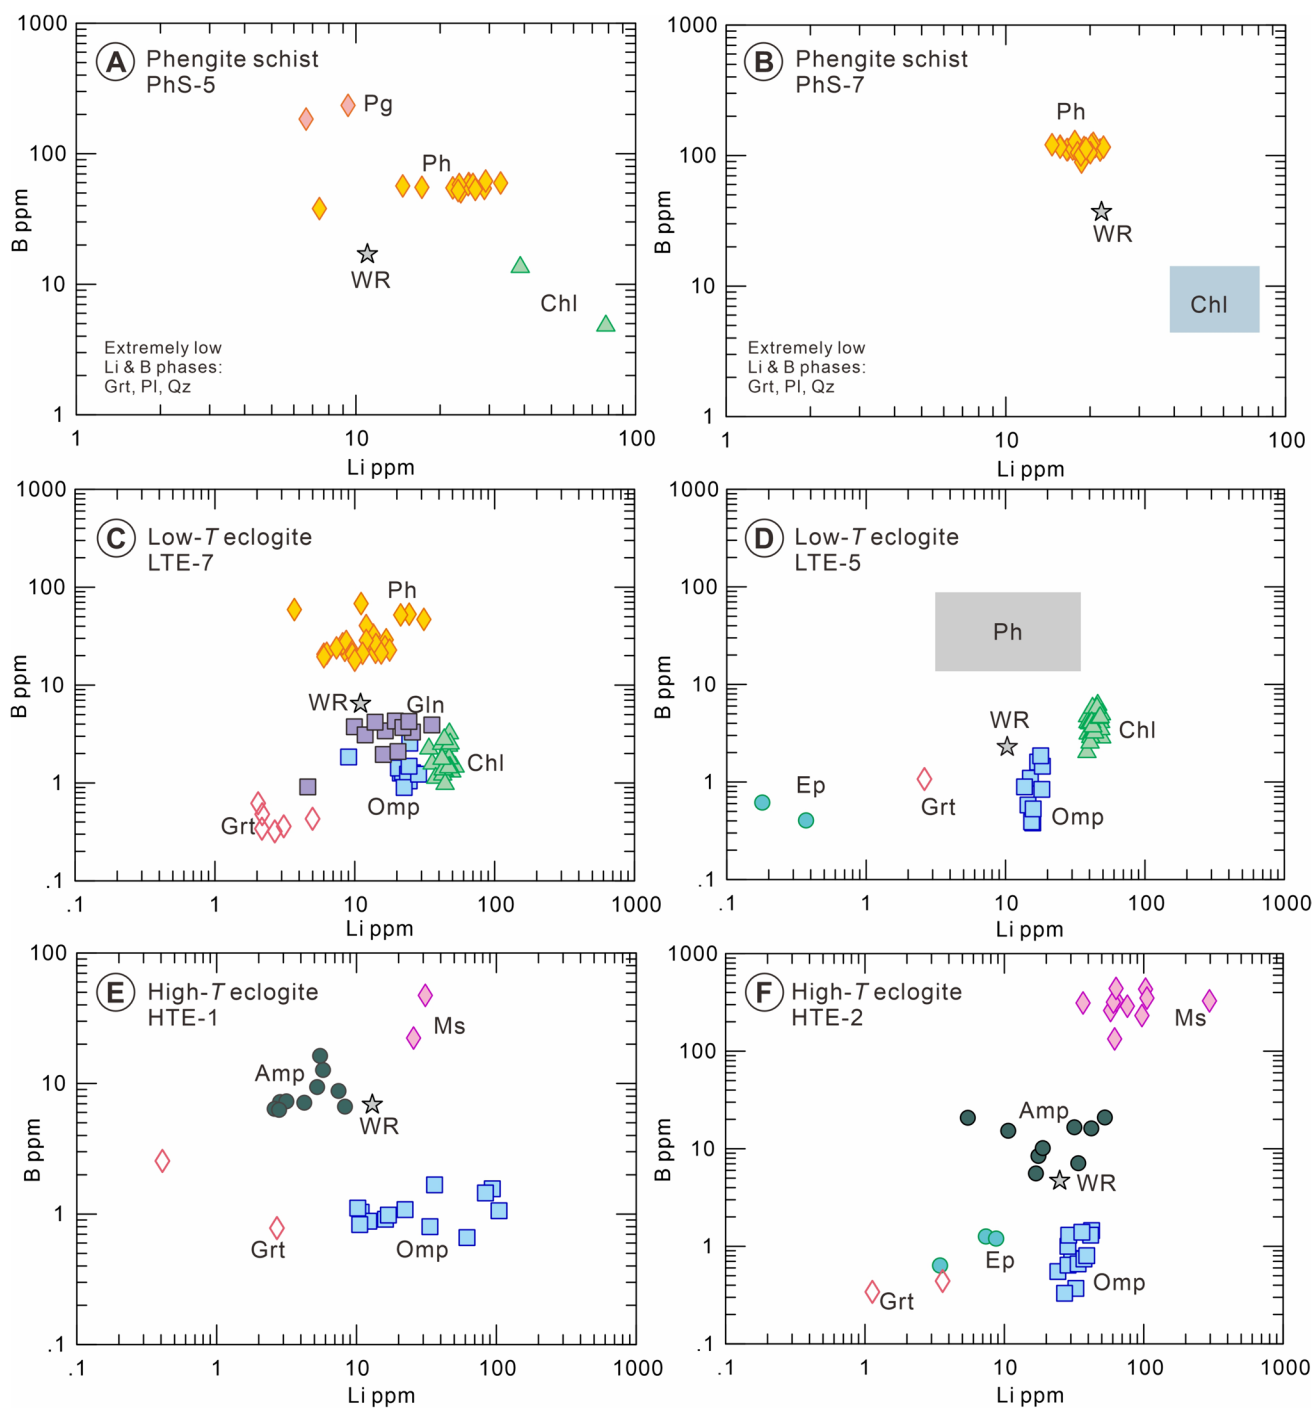 A
Phengite schist
PhS-5
Pg
Ph
WR
Chl
Extremely low
Li & B phases:
Grt, Pl, Qz
1000
100
10
1
B ppm
1
10
100
Li ppm
B
Phengite schist
PhS-7
Ph
WR
Chl
Extremely low
Li & B phases:
Grt, Pl, Qz
1000
100
10
1
B ppm
1
10
100
Li ppm
C
Low-T eclogite
LTE-7
Ph
WR
Gln
Chl
Omp
Grt
1000
100
10
1
.1
B ppm
.1
1
10
100
1000
Li ppm
D
Low-T eclogite
LTE-5
Ph
WR
Chl
Ep
Grt
Omp
1000
100
10
1
.1
B ppm
.1
1
10
100
1000
Li ppm
E
High-T eclogite
HTE-1
Ms
Amp
WR
Grt
Omp
100
10
1
.1
B ppm
.1
1
10
100
1000
Li ppm
F
High-T eclogite
HTE-2
Ms
Amp
WR
Ep
Omp
Grt
1000
100
10
1
.1
B ppm
.1
1
10
100
1000
Li ppm